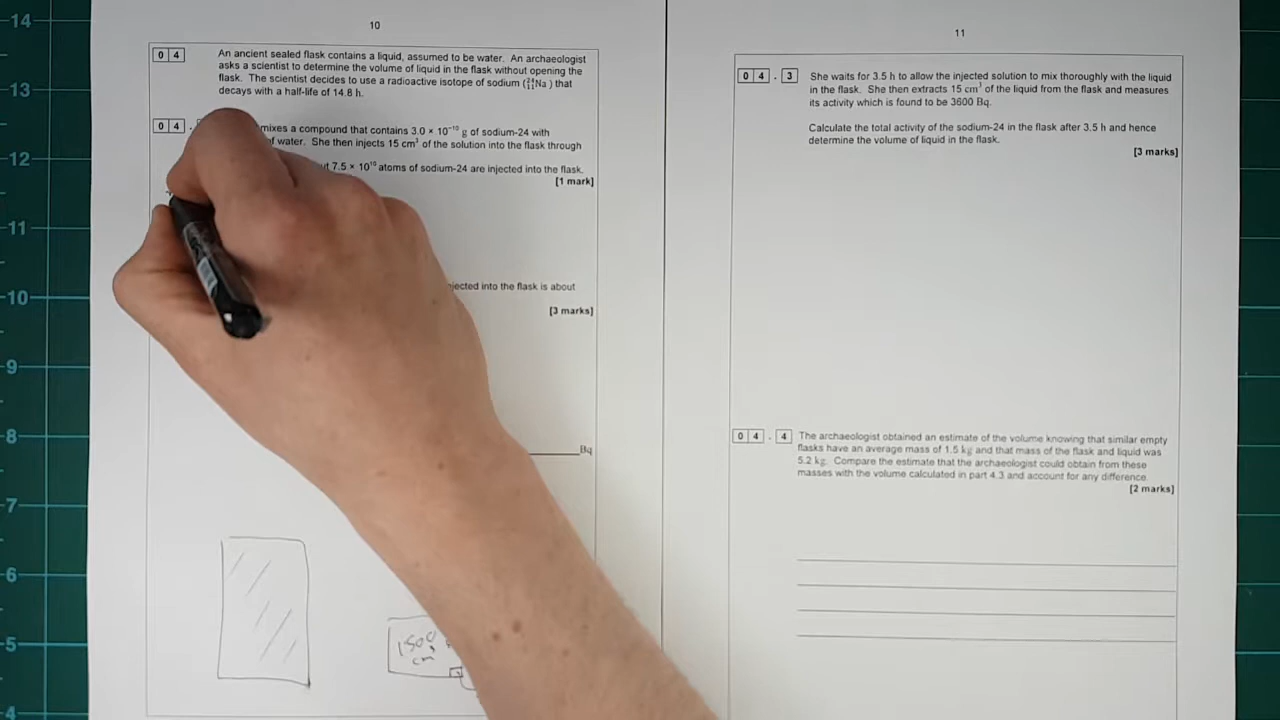 10
0 4 An ancient sealed flask contains a liquid, assumed to be water. An archaeologist
asks a scientist to determine the volume of liquid in the flask without opening the
flask. The scientist decides to use a radioactive isotope of sodium (²⁴₁₁Na ) that
decays with a half-life of 14.8 h.
0 4 . mixes a compound that contains 3.0 × 10⁻¹⁰ g of sodium-24 with
of water. She then injects 15 cm³ of the solution into the flask through
7.5 × 10¹⁰ atoms of sodium-24 are injected into the flask.
[1 mark]
into the flask is about
[3 marks]
Bq
1500
cm
11
0 4 . 3 She waits for 3.5 h to allow the injected solution to mix thoroughly with the liquid
in the flask. She then extracts 15 cm³ of the liquid from the flask and measures
its activity which is found to be 3600 Bq.
Calculate the total activity of the sodium-24 in the flask after 3.5 h and hence
determine the volume of liquid in the flask.
[3 marks]
0 4 . 4 The archaeologist obtained an estimate of the volume knowing that similar empty
flasks have an average mass of 1.5 kg and that mass of the flask and liquid was
5.2 kg. Compare the estimate that the archaeologist could obtain from these
masses with the volume calculated in part 4.3 and account for any difference.
[2 marks]
14
13
12
11
10
9
8
7
6
5
4